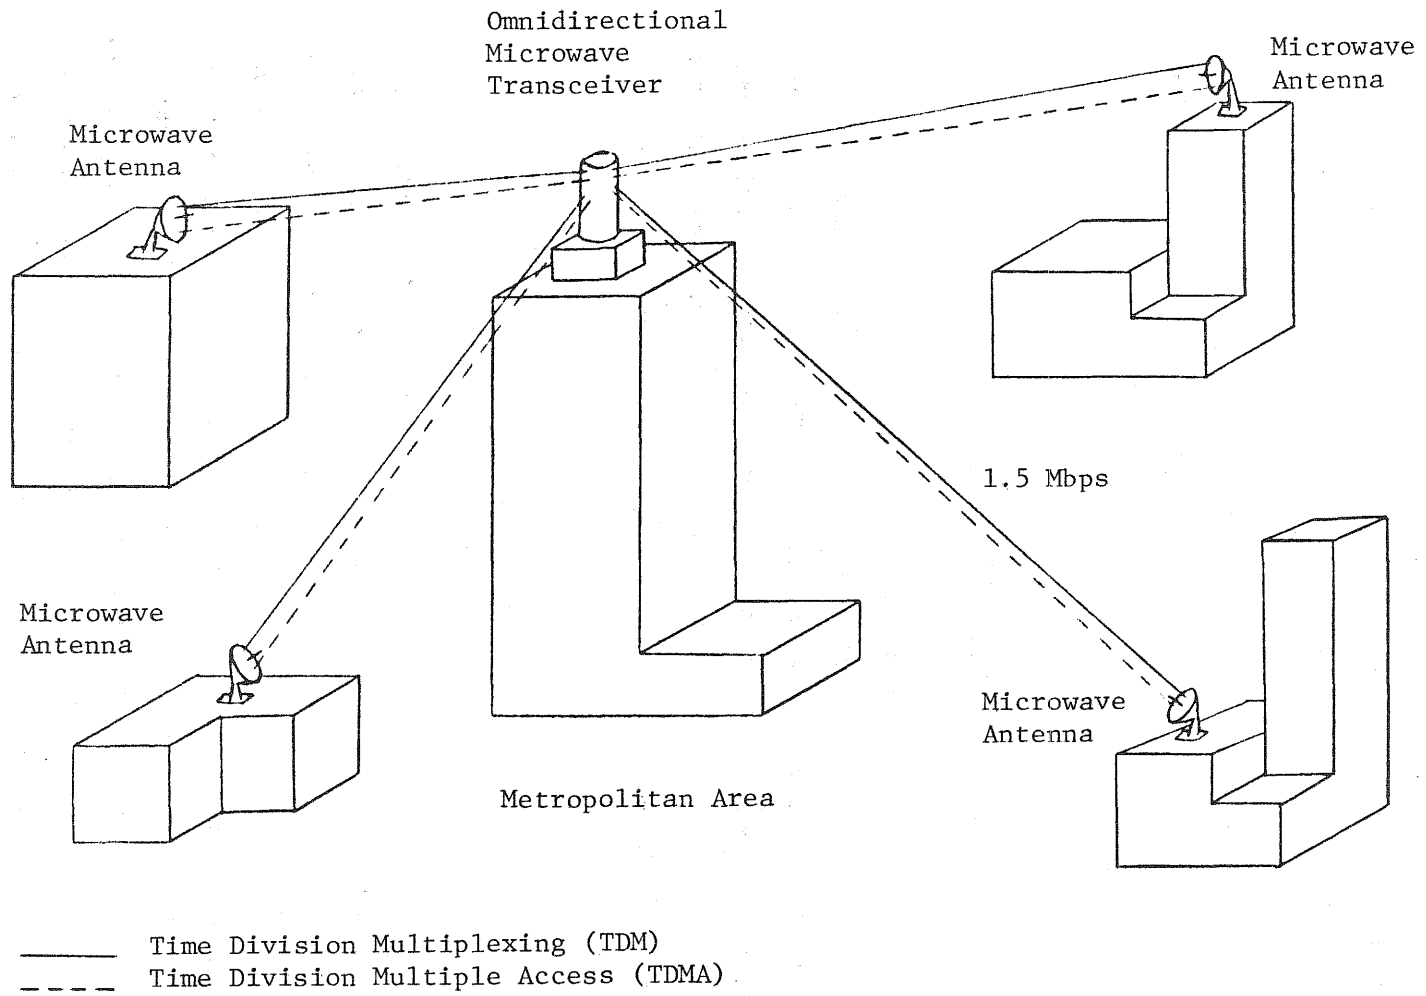 Omnidirectional
Microwave
Transceiver
Microwave
Antenna
Microwave
Antenna
1.5 Mbps
Microwave
Antenna
Microwave
Antenna
Metropolitan Area
Time Division Multiplexing (TDM)
Time Division Multiple Access (TDMA)